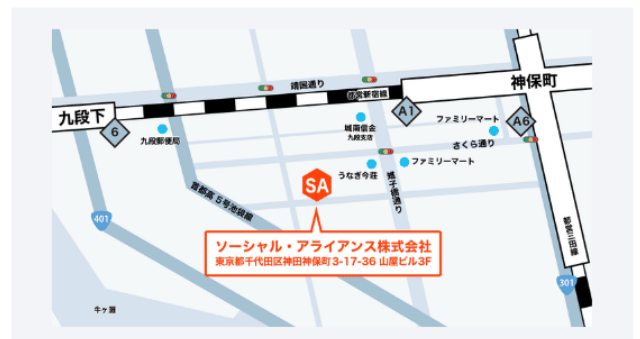 靖国通り
神保町
都営新宿線
九段下
6
九段郵便局
城南信金
九段支店
A1
ファミリーマート
A6
さくら通り
うなぎ今荘
ファミリーマート
SA
首都高 5号池袋線
専大通り
401
ソーシャル・アライアンス株式会社
東京都千代田区神田神保町3-17-36 山屋ビル3F
都営三田線
301
牛ヶ淵